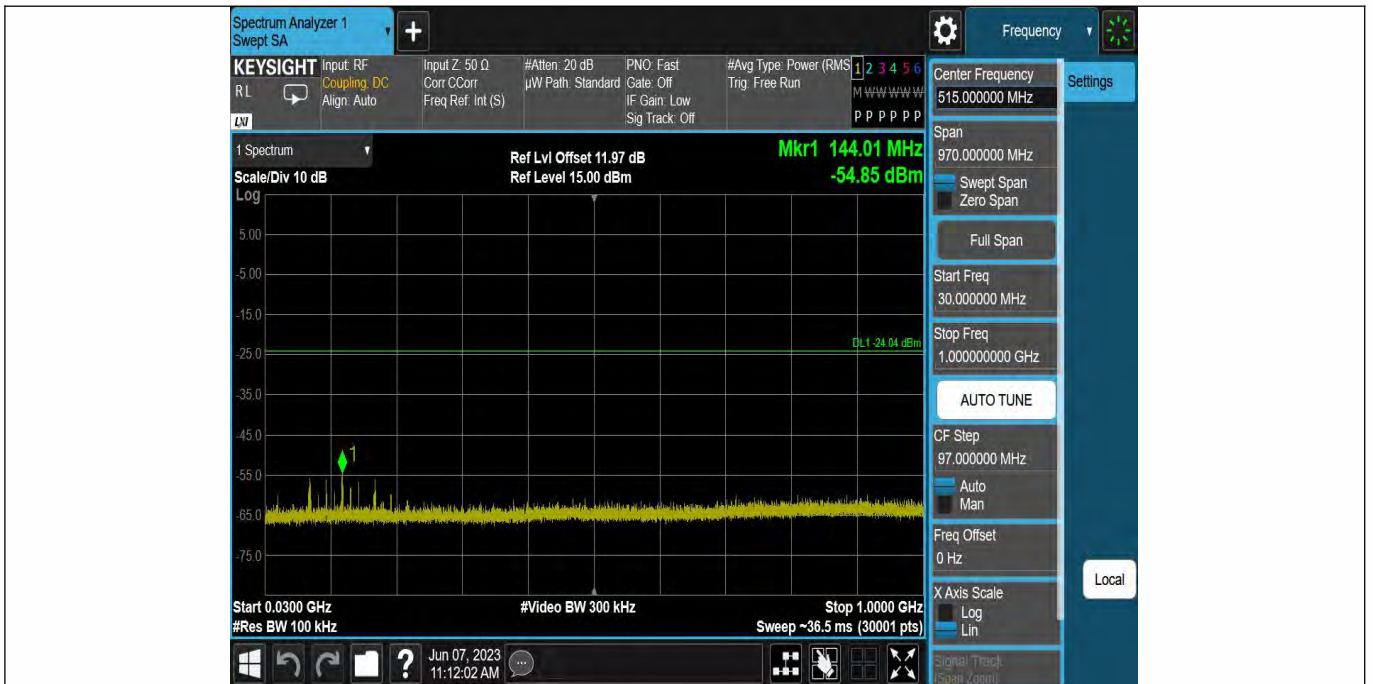 Spectrum Analyzer 1
Swept SA
+
Frequency
KEYSIGHT
RL
LXI
Input: RF
Coupling: DC
Align: Auto
Input Z: 50 Ω
Corr CCorr
Freq Ref: Int (S)
#Atten: 20 dB
µW Path: Standard
PNO: Fast
Gate: Off
IF Gain: Low
Sig Track: Off
#Avg Type: Power (RMS
Trig: Free Run
1 2 3 4 5 6
M W W W W W
P P P P P P
1 Spectrum
Scale/Div 10 dB
Log
Ref Lvl Offset 11.97 dB
Ref Level 15.00 dBm
Mkr1 144.01 MHz
-54.85 dBm
5.00
-5.00
-15.0
DL1 -24.04 dBm
-25.0
-35.0
-45.0
1
-55.0
-65.0
-75.0
Start 0.0300 GHz
#Res BW 100 kHz
#Video BW 300 kHz
Stop 1.0000 GHz
Sweep ~36.5 ms (30001 pts)
Center Frequency
515.000000 MHz
Settings
Span
970.000000 MHz
Swept Span
Zero Span
Full Span
Start Freq
30.000000 MHz
Stop Freq
1.000000000 GHz
AUTO TUNE
CF Step
97.000000 MHz
Auto
Man
Freq Offset
0 Hz
X Axis Scale
Log
Lin
Local
Signal Track
(Span Zoom)
?
Jun 07, 2023
11:12:02 AM